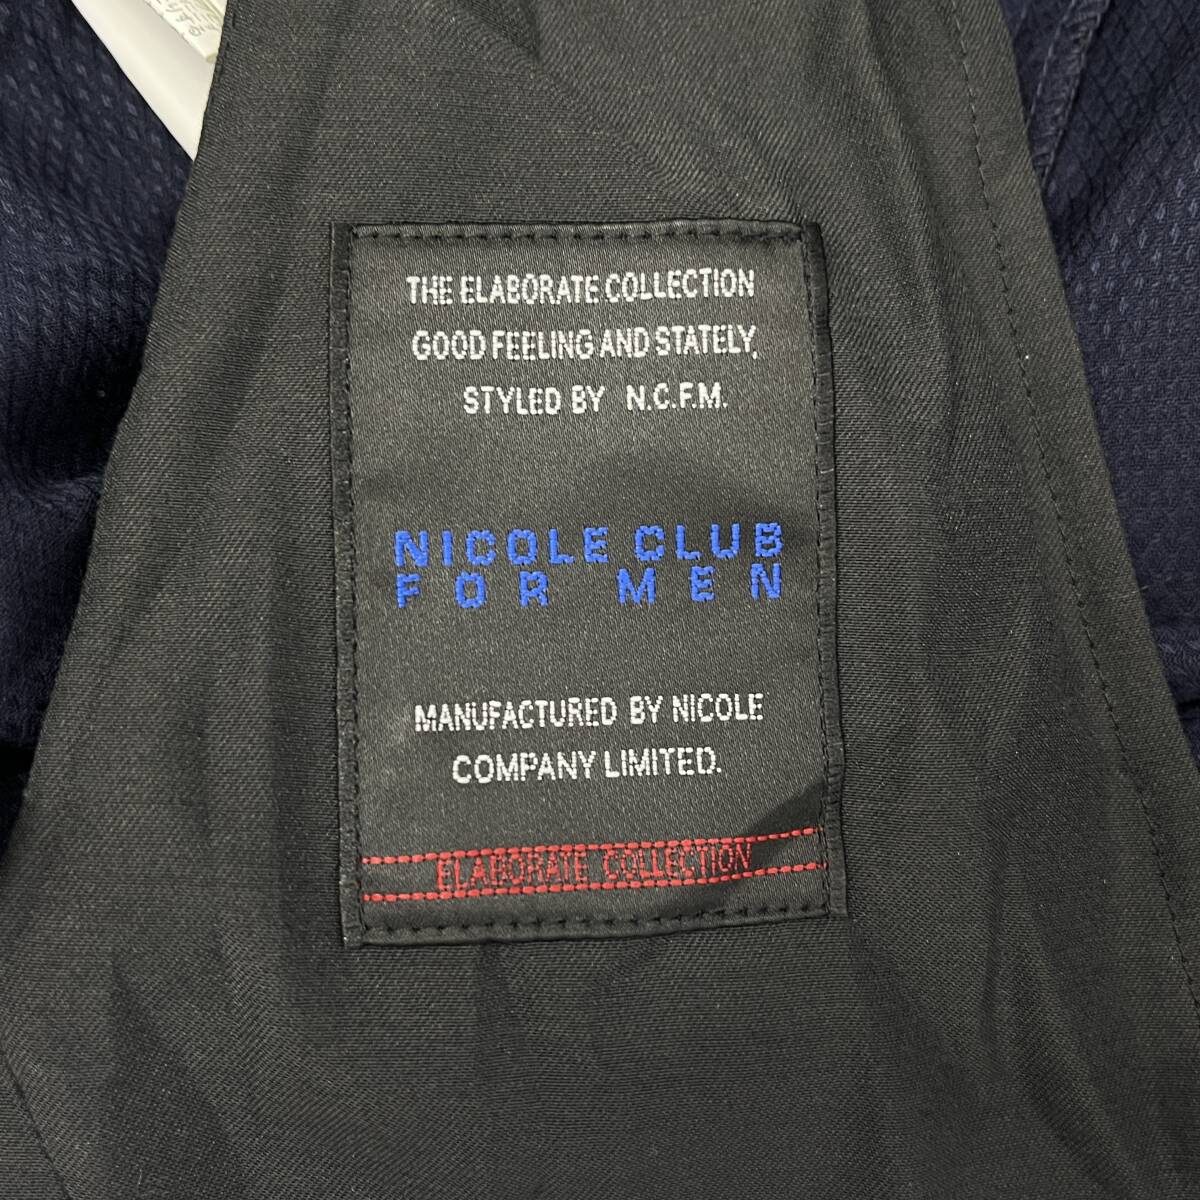 THE ELABORATE COLLECTION
GOOD FEELING AND STATELY,
STYLED BY N.C.F.M.
NICOLE CLUB
FOR MEN
MANUFACTURED BY NICOLE
COMPANY LIMITED.
ELABORATE COLLECTION